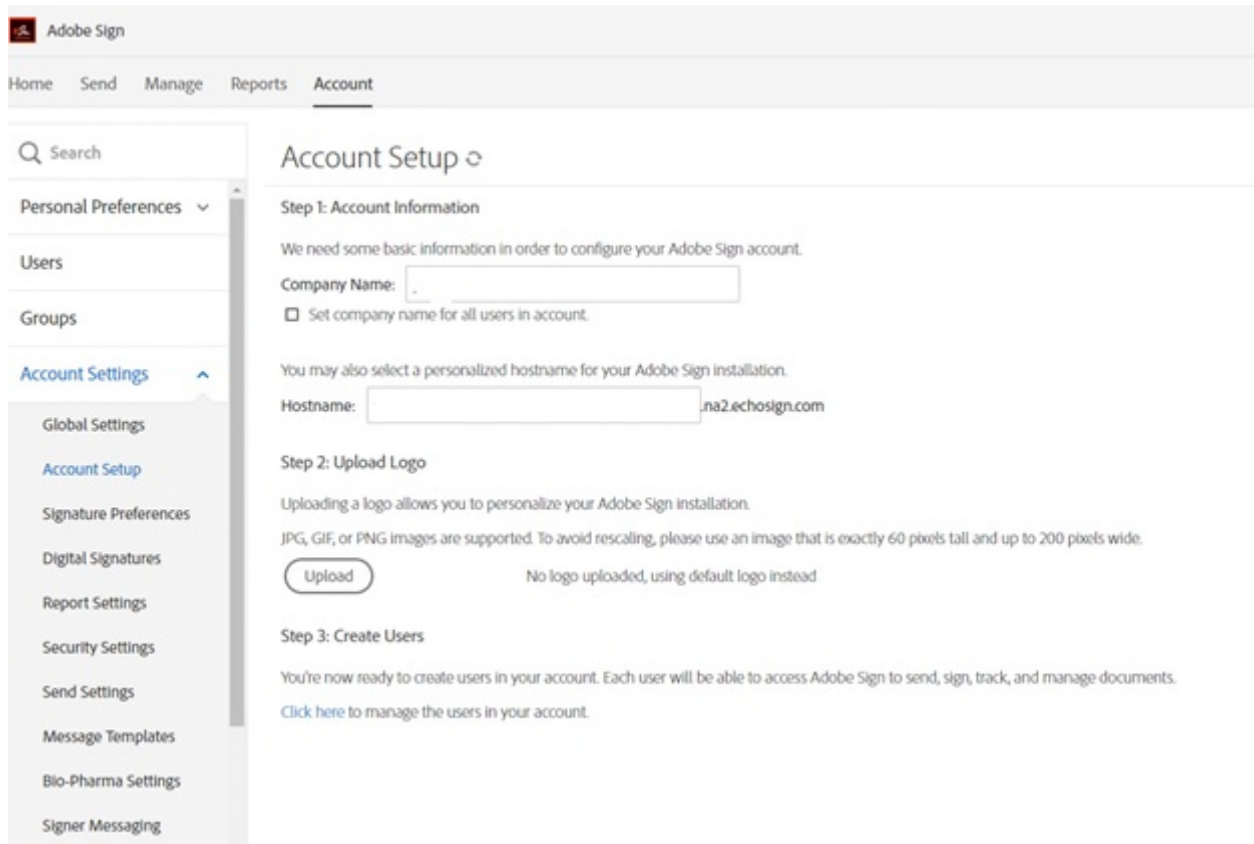 Adobe Sign
Home Send Manage Reports Account
Search
Personal Preferences
Users
Groups
Account Settings
Global Settings
Account Setup
Signature Preferences
Digital Signatures
Report Settings
Security Settings
Send Settings
Message Templates
Bio-Pharma Settings
Signer Messaging
Account Setup
Step 1: Account Information
We need some basic information in order to configure your Adobe Sign account.
Company Name:
Set company name for all users in account.
You may also select a personalized hostname for your Adobe Sign installation.
Hostname: .na2.echosign.com
Step 2: Upload Logo
Uploading a logo allows you to personalize your Adobe Sign installation.
JPG, GIF, or PNG images are supported. To avoid rescaling, please use an image that is exactly 60 pixels tall and up to 200 pixels wide.
Upload No logo uploaded, using default logo instead
Step 3: Create Users
You're now ready to create users in your account. Each user will be able to access Adobe Sign to send, sign, track, and manage documents.
Click here to manage the users in your account.